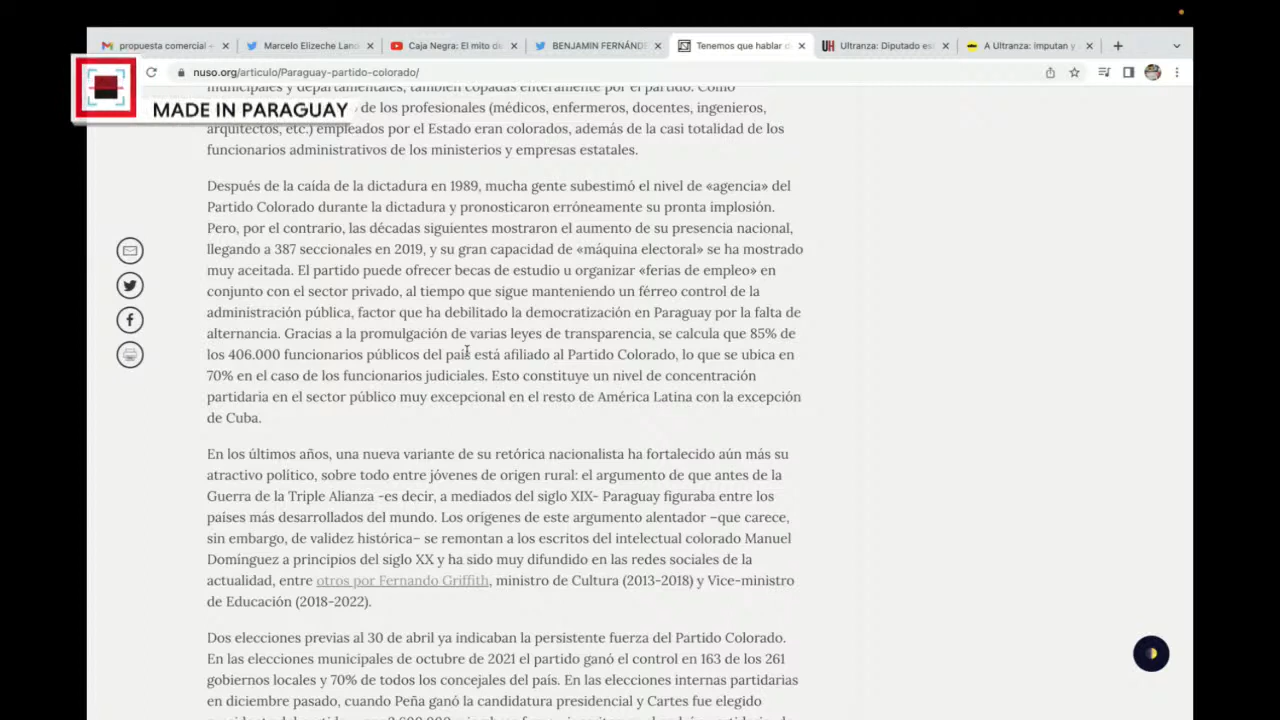 propuesta comercial -
Marcelo Elizeche Land
Caja Negra: El mito de
BENJAMIN FERNÁNDE
Tenemos que hablar d
Ultranza: Diputado es
A Ultranza: imputan y
nuso.org/articulo/Paraguay-partido-colorado/
MADE IN PARAGUAY
municipales y departamentales, también copadas enteramente por el partido. Como
de los profesionales (médicos, enfermeros, docentes, ingenieros,
arquitectos, etc.) empleados por el Estado eran colorados, además de la casi totalidad de los
funcionarios administrativos de los ministerios y empresas estatales.
Después de la caída de la dictadura en 1989, mucha gente subestimó el nivel de «agencia» del
Partido Colorado durante la dictadura y pronosticaron erróneamente su pronta implosión.
Pero, por el contrario, las décadas siguientes mostraron el aumento de su presencia nacional,
llegando a 387 seccionales en 2019, y su gran capacidad de «máquina electoral» se ha mostrado
muy aceitada. El partido puede ofrecer becas de estudio u organizar «ferias de empleo» en
conjunto con el sector privado, al tiempo que sigue manteniendo un férreo control de la
administración pública, factor que ha debilitado la democratización en Paraguay por la falta de
alternancia. Gracias a la promulgación de varias leyes de transparencia, se calcula que 85% de
los 406.000 funcionarios públicos del país está afiliado al Partido Colorado, lo que se ubica en
70% en el caso de los funcionarios judiciales. Esto constituye un nivel de concentración
partidaria en el sector público muy excepcional en el resto de América Latina con la excepción
de Cuba.
En los últimos años, una nueva variante de su retórica nacionalista ha fortalecido aún más su
atractivo político, sobre todo entre jóvenes de origen rural: el argumento de que antes de la
Guerra de la Triple Alianza -es decir, a mediados del siglo XIX- Paraguay figuraba entre los
países más desarrollados del mundo. Los orígenes de este argumento alentador –que carece,
sin embargo, de validez histórica– se remontan a los escritos del intelectual colorado Manuel
Domínguez a principios del siglo XX y ha sido muy difundido en las redes sociales de la
actualidad, entre otros por Fernando Griffith, ministro de Cultura (2013-2018) y Vice-ministro
de Educación (2018-2022).
Dos elecciones previas al 30 de abril ya indicaban la persistente fuerza del Partido Colorado.
En las elecciones municipales de octubre de 2021 el partido ganó el control en 163 de los 261
gobiernos locales y 70% de todos los concejales del país. En las elecciones internas partidarias
en diciembre pasado, cuando Peña ganó la candidatura presidencial y Cartes fue elegido